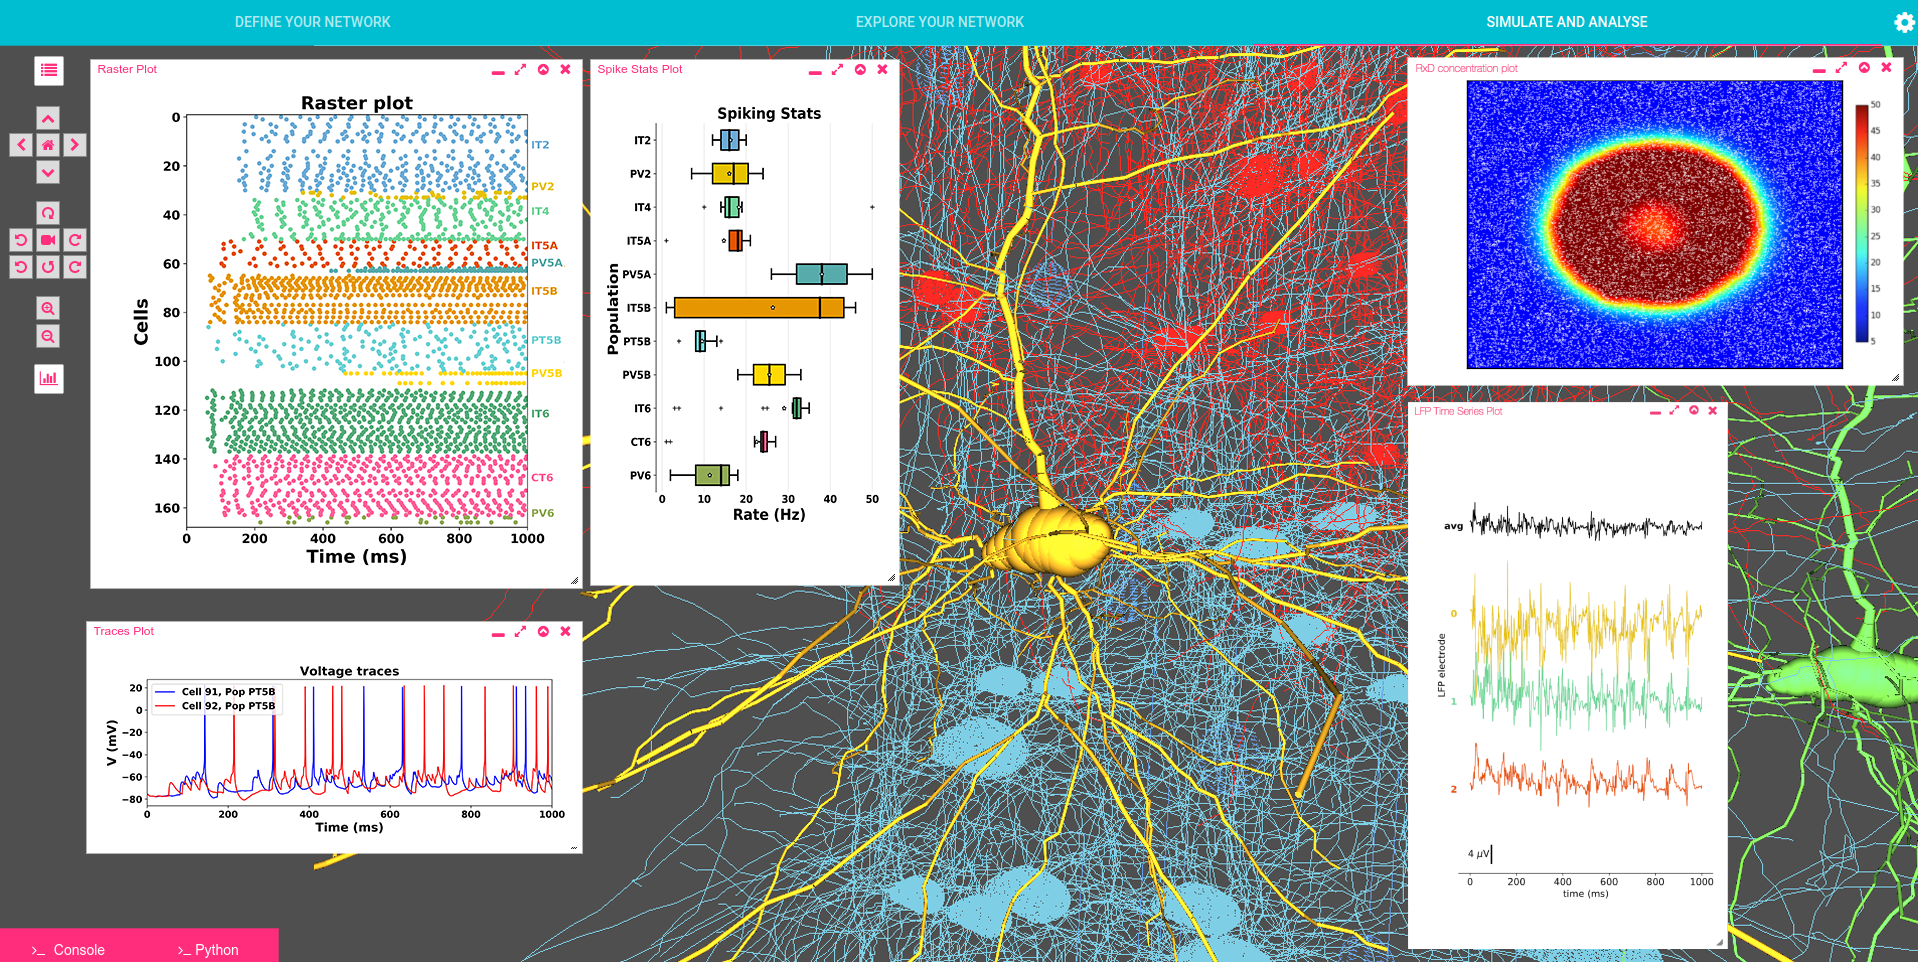 DEFINE YOUR NETWORK
EXPLORE YOUR NETWORK
SIMULATE AND ANALYSE
Raster Plot
Raster plot
0
20
40
60
80
100
120
140
160
Cells
IT2
PV2
IT4
IT5A
PV5A
IT5B
PT5B
PV5B
IT6
CT6
PV6
0 200 400 600 800 1000
Time (ms)
Spike Stats Plot
Spiking Stats
Population
IT2
PV2
IT4
IT5A
PV5A
IT5B
PT5B
PV5B
IT6
CT6
PV6
0 10 20 30 40 50
Rate (Hz)
RxD concentration plot
50
45
40
35
30
25
20
15
10
5
Traces Plot
Voltage traces
Cell 91, Pop PT5B
Cell 92, Pop PT5B
V (mV)
20
0
−20
−40
−60
−80
0 200 400 600 800 1000
Time (ms)
LFP Time Series Plot
avg
0
1
2
LFP electrode
4 μV
0 200 400 600 800 1000
time (ms)
>_ Console
>_ Python